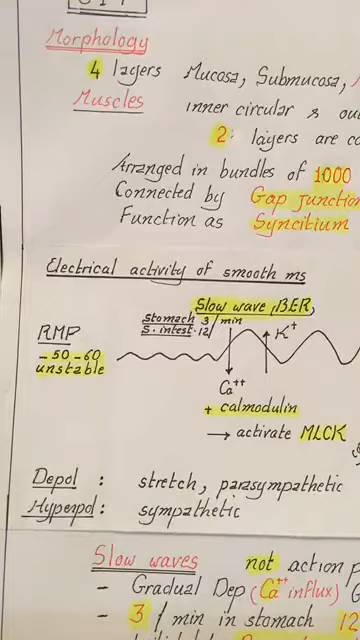 GIT
Morphology
4 layers Mucosa, Submucosa,
Muscles inner circular &
2: layers are
Arranged in bundles of 1000
Connected by Gap junction
Function as Syncitium
Electrical activity of smooth ms
Slow wave, BER,
Stomach 3 / min
S. intest. 12
RMP
-50 -60
unstable
K+
Ca++
+ calmodulin
→ activate MLCK
Depol : stretch, parasympathetic
Hyperpol : sympathetic
Slow waves not action
- Gradual Dep (Ca++ influx)
- 3 / min in stomach 12